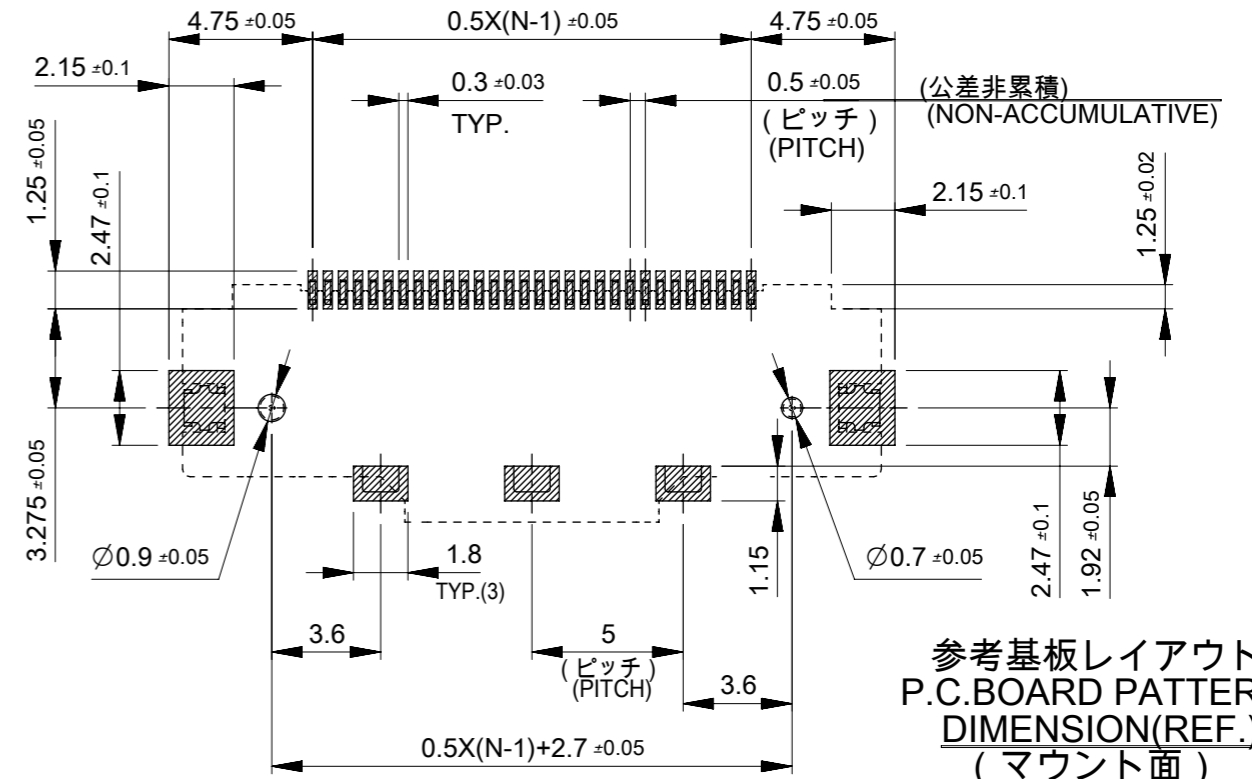 4.75 ±0.05
0.5X(N-1) ±0.05
4.75 ±0.05
2.15 ±0.1
0.3 ±0.03
TYP.
0.5 ±0.05
(ピッチ)
(PITCH)
(公差非累積)
(NON-ACCUMULATIVE)
1.25 ±0.05
2.47 ±0.1
2.15 ±0.1
1.25 ±0.02
3.275 ±0.05
∅0.9 ±0.05
1.8
TYP.(3)
1.15
∅0.7 ±0.05
2.47 ±0.1
1.92 ±0.05
3.6
5
(ピッチ)
(PITCH)
3.6
0.5X(N-1)+2.7 ±0.05
参考基板レイアウト
P.C.BOARD PATTER
DIMENSION(REF.)
(マウント面)